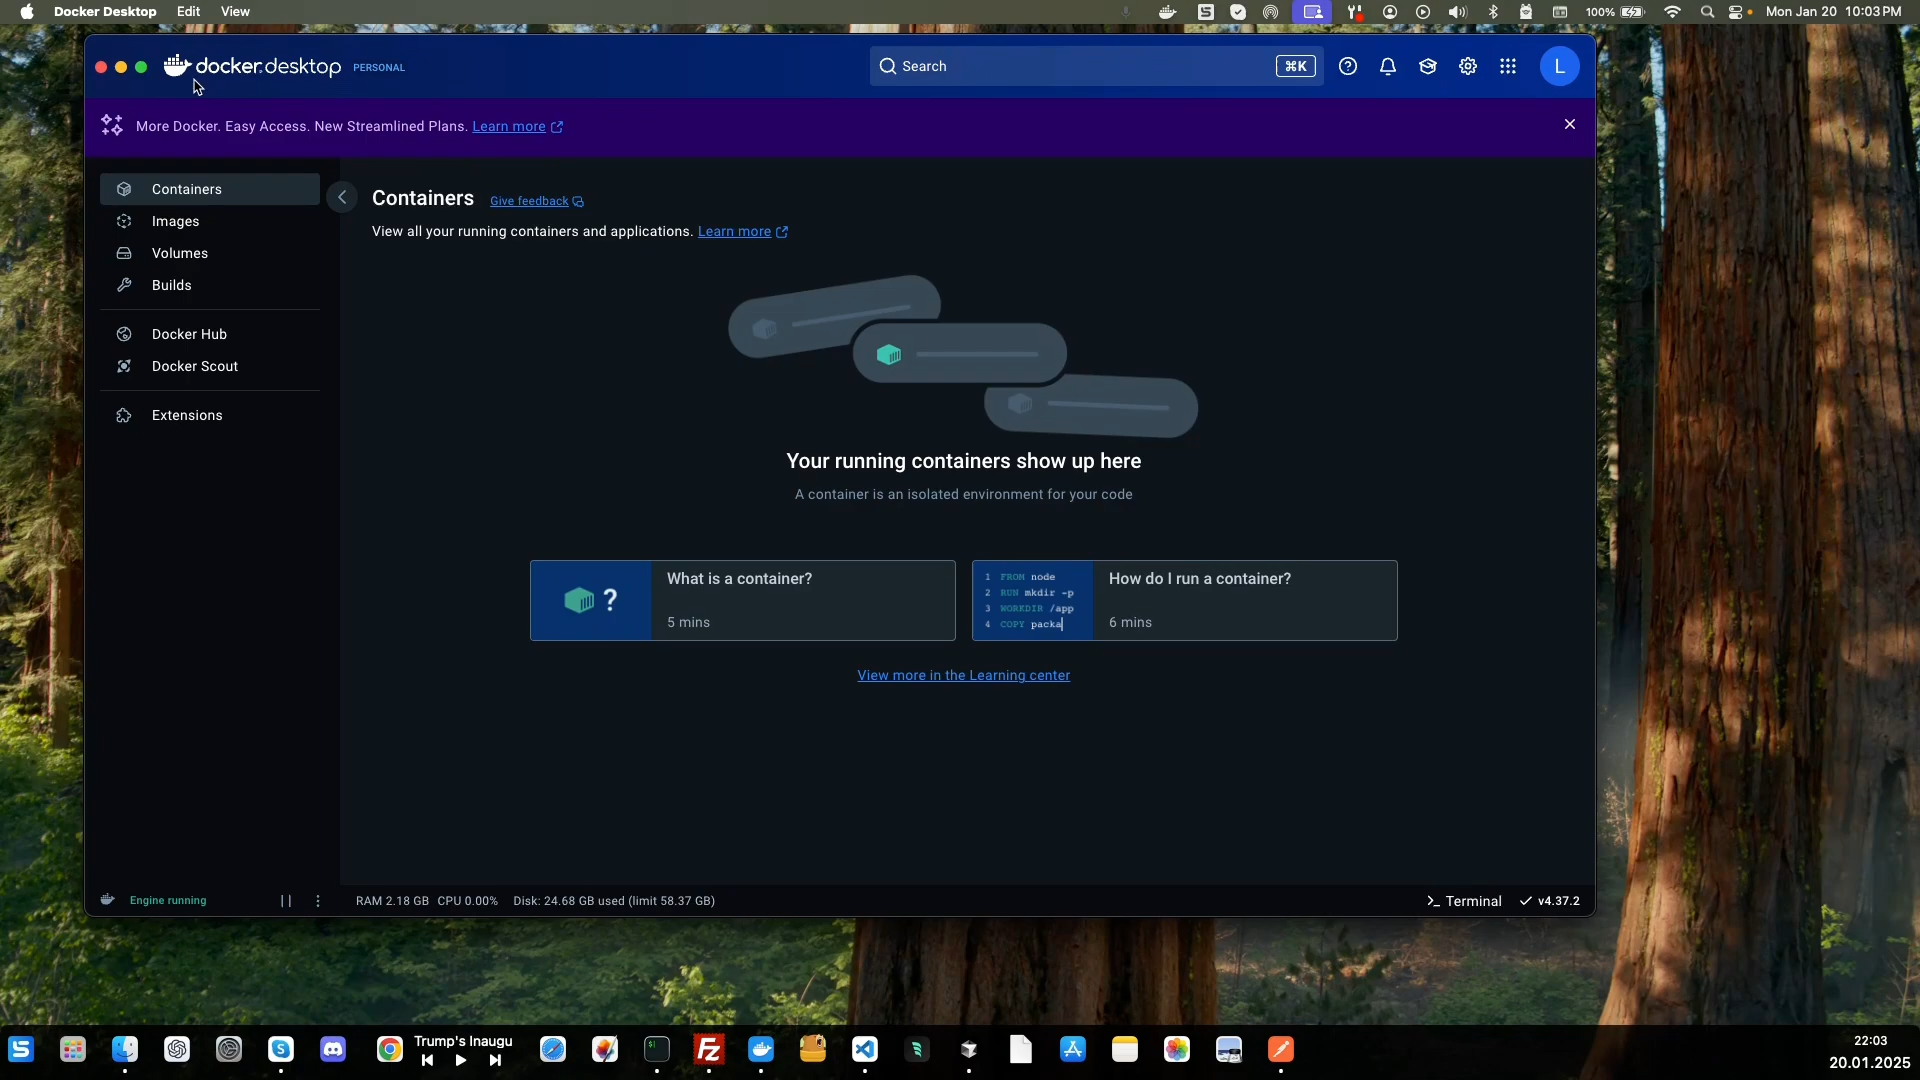 Docker Desktop Edit View 100% Mon Jan 20 10:03 PM
docker.desktop PERSONAL Search ⌘K L
More Docker. Easy Access. New Streamlined Plans. Learn more
Containers
Images
Volumes
Builds
Docker Hub
Docker Scout
Extensions
Containers Give feedback
View all your running containers and applications. Learn more
Your running containers show up here
A container is an isolated environment for your code
?
What is a container?
5 mins
1 FROM node
2 RUN mkdir -p
3 WORKDIR /app
4 COPY packa
How do I run a container?
6 mins
View more in the Learning center
Engine running RAM 2.18 GB CPU 0.00% Disk: 24.68 GB used (limit 58.37 GB) Terminal v4.37.2
Trump's Inaugu
Fz
22:03
20.01.2025